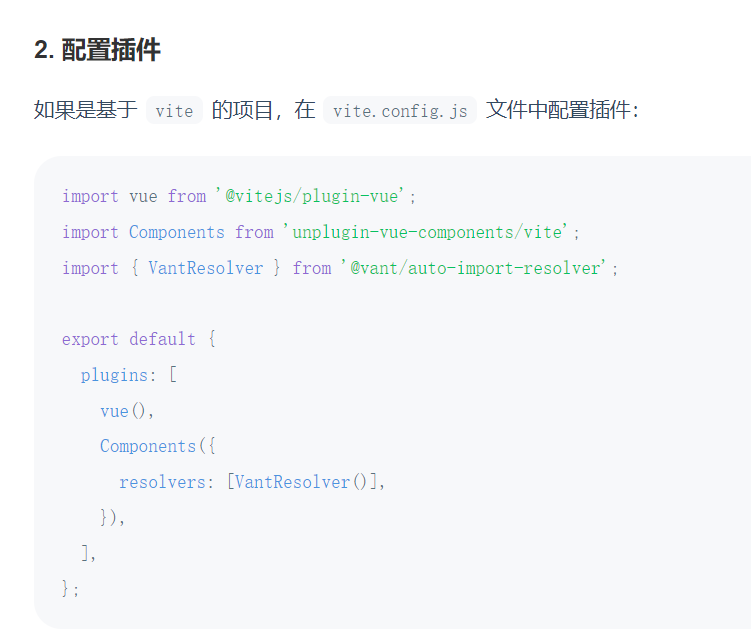 2. 配置插件
如果是基于 vite 的项目，在 vite.config.js 文件中配置插件：
import vue from '@vitejs/plugin-vue';
import Components from 'unplugin-vue-components/vite';
import { VantResolver } from '@vant/auto-import-resolver';
export default {
  plugins: [
    vue(),
    Components({
      resolvers: [VantResolver()],
    }),
  ],
};